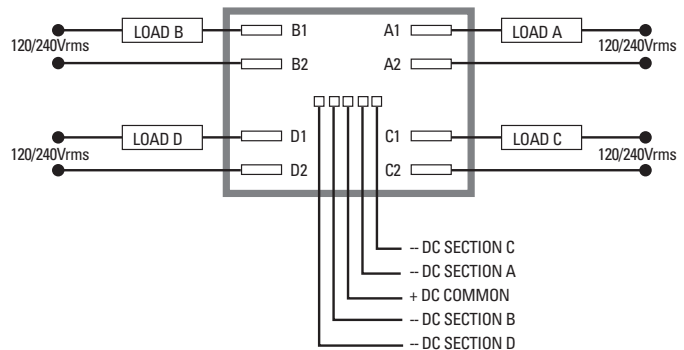 LOAD B B1 A1 LOAD A
120/240Vrms 120/240Vrms
B2 A2
LOAD D D1 C1 LOAD C
120/240Vrms 120/240Vrms
D2 C2
-- DC SECTION C
-- DC SECTION A
+ DC COMMON
-- DC SECTION B
-- DC SECTION D